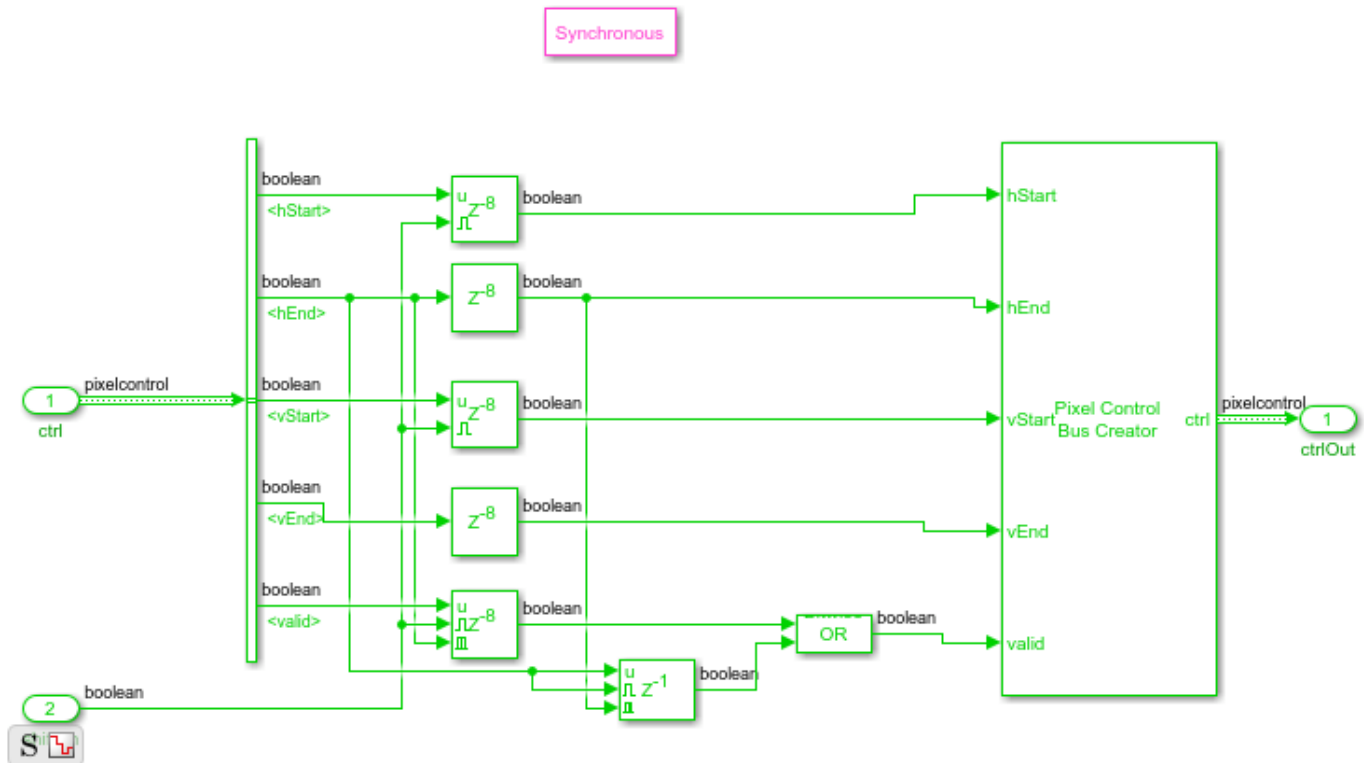 Synchronous
boolean
<hStart>
u
Z-8
boolean
hStart
boolean
<hEnd>
Z-8
boolean
hEnd
1
pixelcontrol
ctrl
boolean
<vStart>
u
Z-8
boolean
vStart
Pixel Control
Bus Creator
ctrl
pixelcontrol
1
ctrlOut
boolean
<vEnd>
Z-8
boolean
vEnd
boolean
<valid>
u
Z-8
boolean
OR
boolean
valid
u
Z-1
boolean
2
boolean
S